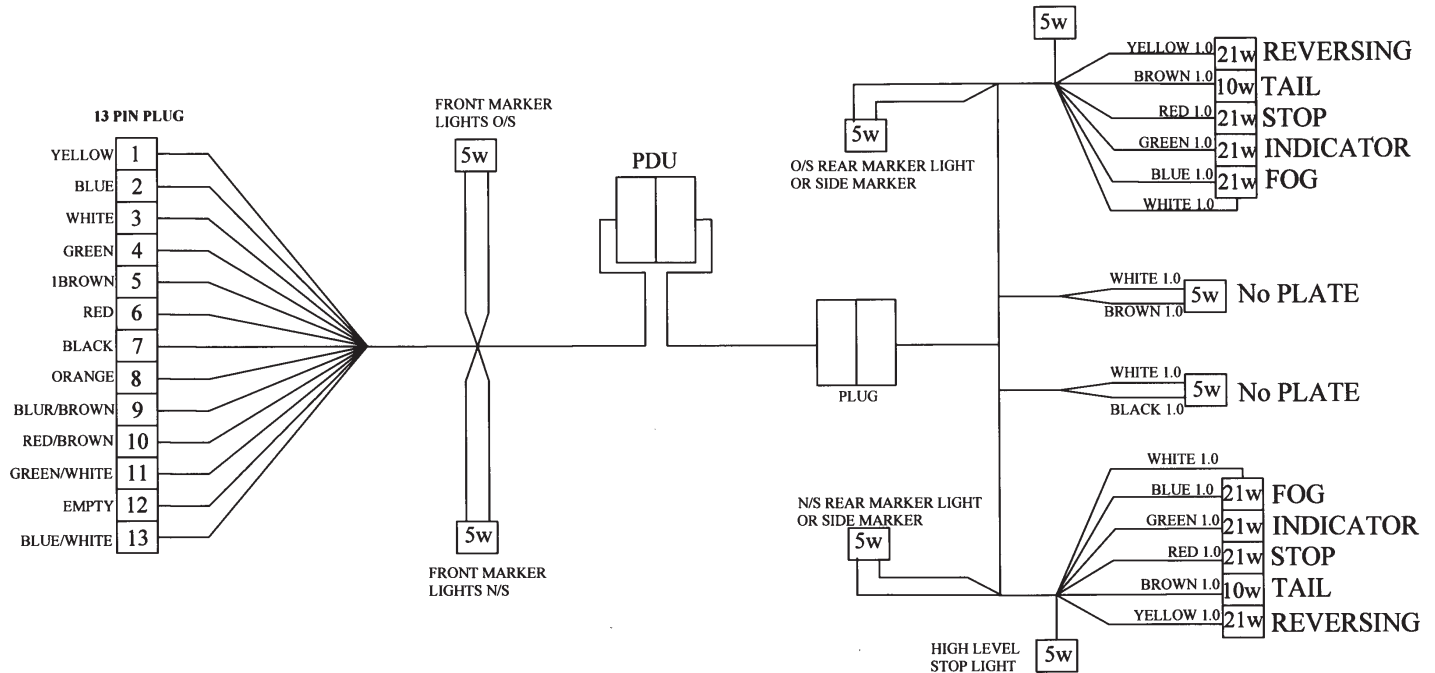 13 PIN PLUG
YELLOW 1
BLUE 2
WHITE 3
GREEN 4
1BROWN 5
RED 6
BLACK 7
ORANGE 8
BLUR/BROWN 9
RED/BROWN 10
GREEN/WHITE 11
EMPTY 12
BLUE/WHITE 13
FRONT MARKER
LIGHTS O/S
5w
5w
FRONT MARKER
LIGHTS N/S
PDU
PLUG
5w
O/S REAR MARKER LIGHT
OR SIDE MARKER
5w
YELLOW 1.0 21w REVERSING
BROWN 1.0 10w TAIL
RED 1.0 21w STOP
GREEN 1.0 21w INDICATOR
BLUE 1.0 21w FOG
WHITE 1.0
WHITE 1.0
5w No PLATE
BROWN 1.0
WHITE 1.0
5w No PLATE
BLACK 1.0
N/S REAR MARKER LIGHT
OR SIDE MARKER
5w
WHITE 1.0
BLUE 1.0 21w FOG
GREEN 1.0 21w INDICATOR
RED 1.0 21w STOP
BROWN 1.0 10w TAIL
YELLOW 1.0 21w REVERSING
HIGH LEVEL
STOP LIGHT
5w